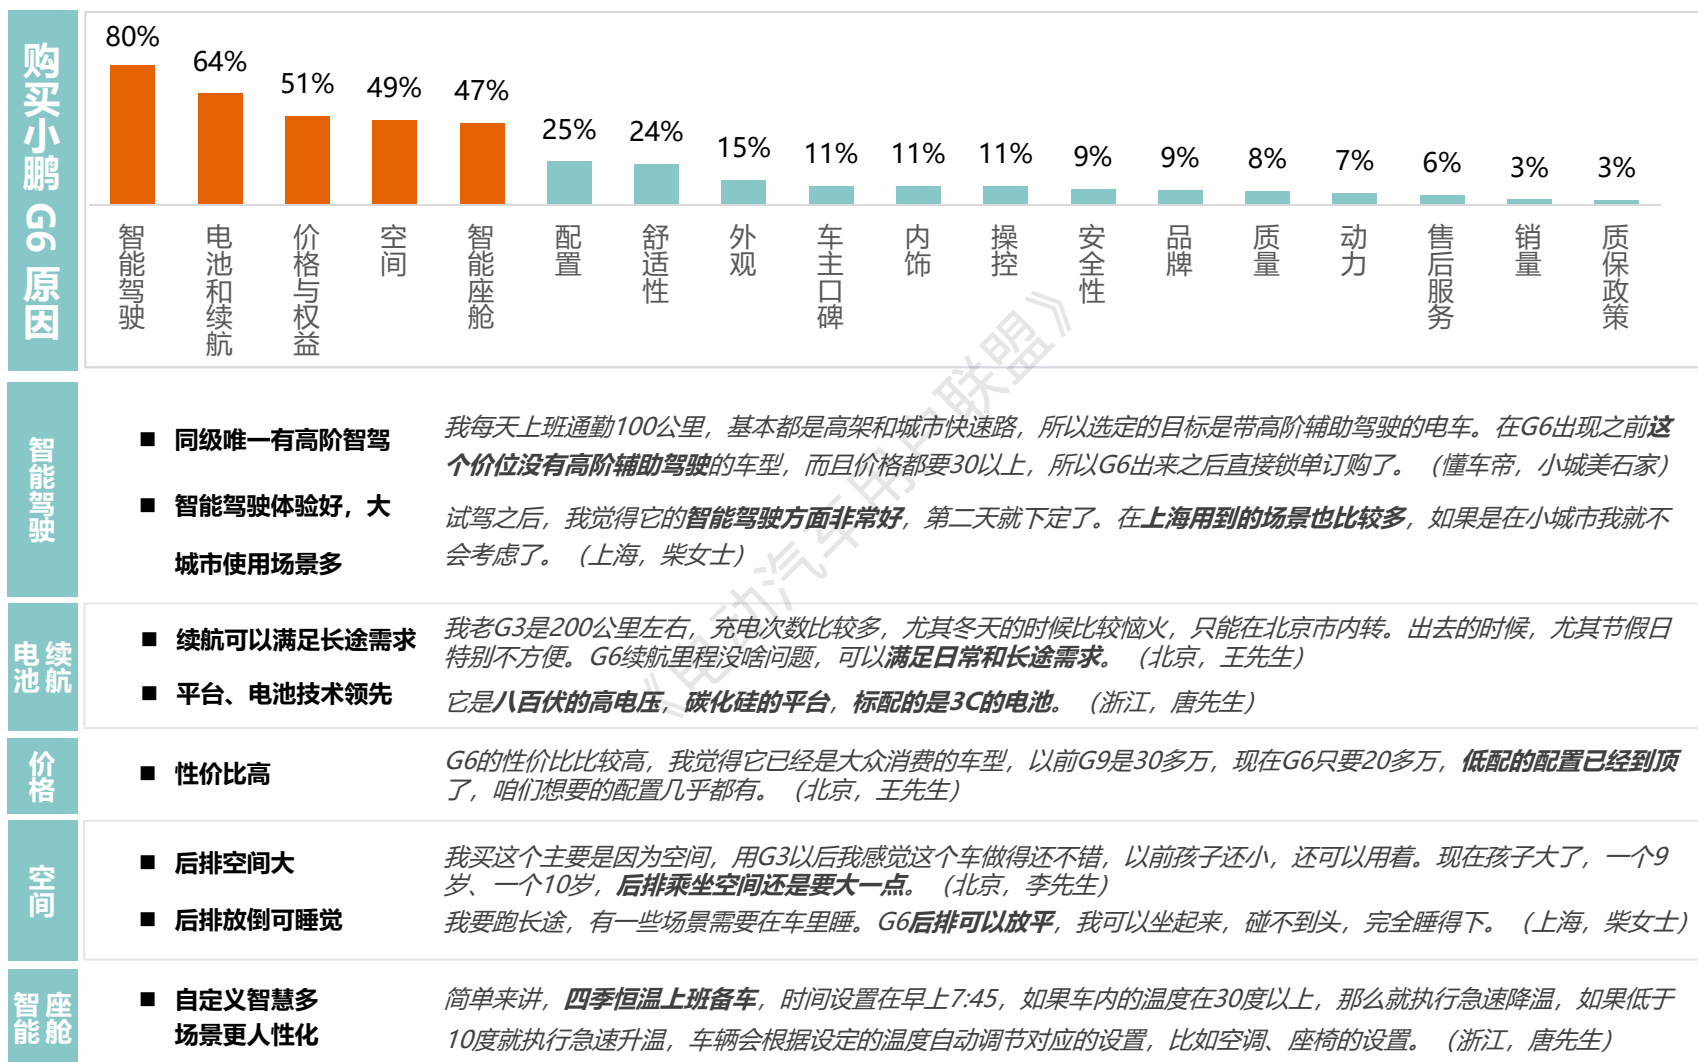 购买小鹏 G6 原因
80%
64%
51%
49%
47%
25%
24%
15%
11%
11%
11%
9%
9%
8%
7%
6%
3%
3%
智能驾驶
电池和续航
价格与权益
空间
智能座舱
配置
舒适性
外观
车主口碑
内饰
操控
安全性
品牌
质量
动力
售后服务
销量
质保政策
智能驾驶
■ 同级唯一有高阶智驾
■ 智能驾驶体验好，大
城市使用场景多
我每天上班通勤100公里，基本都是高架和城市快速路，所以选定的目标是带高阶辅助驾驶的电车。在G6出现之前这
个价位没有高阶辅助驾驶的车型，而且价格都要30以上，所以G6出来之后直接锁单订购了。（懂车帝，小城美石家）
试驾之后，我觉得它的智能驾驶方面非常好，第二天就下定了。在上海用到的场景也比较多，如果是在小城市我就不
会考虑了。（上海，柴女士）
电池续航
■ 续航可以满足长途需求
■ 平台、电池技术领先
我老G3是200公里左右，充电次数比较多，尤其冬天的时候比较恼火，只能在北京市内转。出去的时候，尤其节假日
特别不方便。G6续航里程没啥问题，可以满足日常和长途需求。（北京，王先生）
它是八百伏的高电压，碳化硅的平台，标配的是3C的电池。（浙江，唐先生）
价格
■ 性价比高
G6的性价比比较高，我觉得它已经是大众消费的车型，以前G9是30多万，现在G6只要20多万，低配的配置已经到顶
了，咱们想要的配置几乎都有。（北京，王先生）
空间
■ 后排空间大
■ 后排放倒可睡觉
我买这个主要是因为空间，用G3以后我感觉这个车做得还不错，以前孩子还小，还可以用着。现在孩子大了，一个9
岁、一个10岁，后排乘坐空间还是要大一点。（北京，李先生）
我要跑长途，有一些场景需要在车里睡。G6后排可以放平，我可以坐起来，碰不到头，完全睡得下。（上海，柴女士）
智能座舱
■ 自定义智慧多
场景更人性化
简单来讲，四季恒温上班备车，时间设置在早上7:45，如果车内的温度在30度以上，那么就执行急速降温，如果低于
10度就执行急速升温，车辆会根据设定的温度自动调节对应的设置，比如空调、座椅的设置。（浙江，唐先生）
《电动汽车用户联盟》